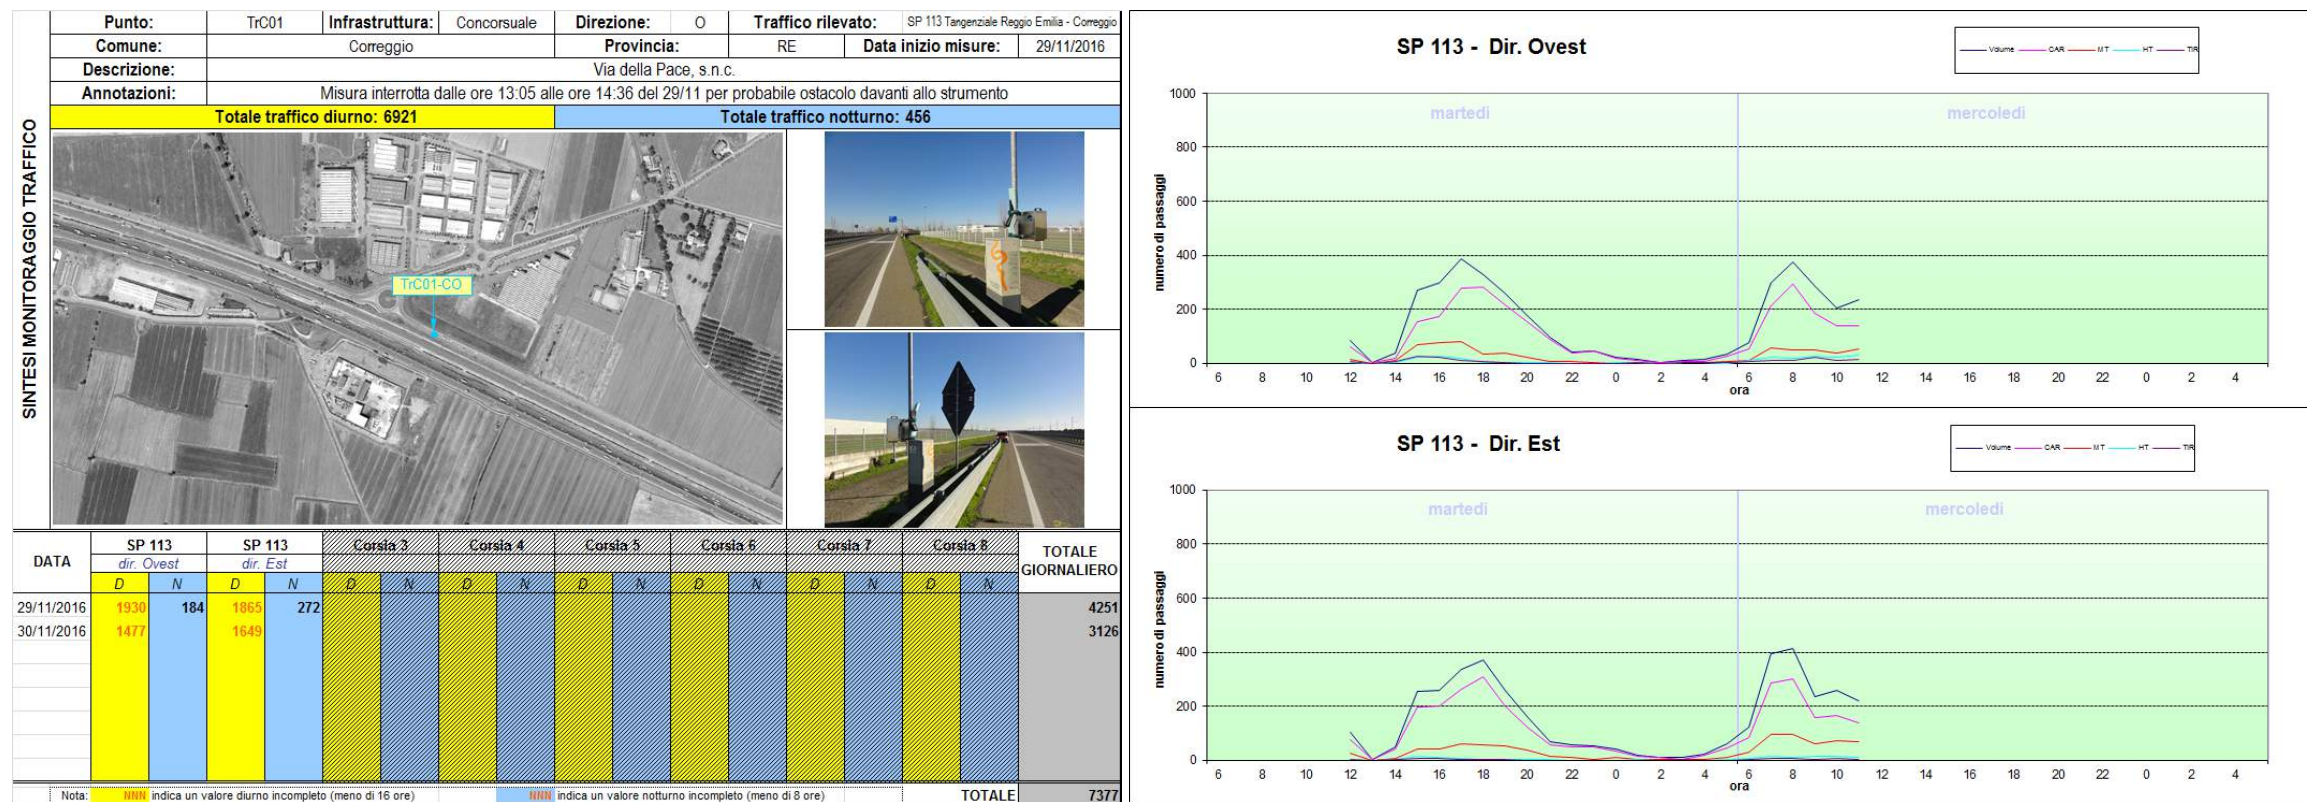 SINTESI MONITORAGGIO TRAFFICO
Punto: TrC01 Infrastruttura: Concorsuale Direzione: O Traffico rilevato: SP 113 Tangenziale Reggio Emilia - Correggio
Comune: Correggio Provincia: RE Data inizio misure: 29/11/2016
Descrizione: Via della Pace, s.n.c.
Annotazioni: Misura interrotta dalle ore 13:05 alle ore 14:36 del 29/11 per probabile ostacolo davanti allo strumento
Totale traffico diurno: 6921 Totale traffico notturno: 456
TrC01-CO
DATA SP 113 SP 113 Corsia 3 Corsia 4 Corsia 5 Corsia 6 Corsia 7 Corsia 8 TOTALE GIORNALIERO
dir. Ovest dir. Est
D N D N D N D N D N D N D N D N
29/11/2016 1930 184 1865 272 4251
30/11/2016 1477 1649 3126
Nota: NNN indica un valore diurno incompleto (meno di 16 ore) NNN indica un valore notturno incompleto (meno di 8 ore) TOTALE 7377
SP 113 - Dir. Ovest
Volume CAR MT HT TIR
martedì mercoledì
numero di passaggi
1000
800
600
400
200
0
6 8 10 12 14 16 18 20 22 0 2 4 6 8 10 12 14 16 18 20 22 0 2 4
ora
SP 113 - Dir. Est
Volume CAR MT HT TIR
martedì mercoledì
numero di passaggi
1000
800
600
400
200
0
6 8 10 12 14 16 18 20 22 0 2 4 6 8 10 12 14 16 18 20 22 0 2 4
ora